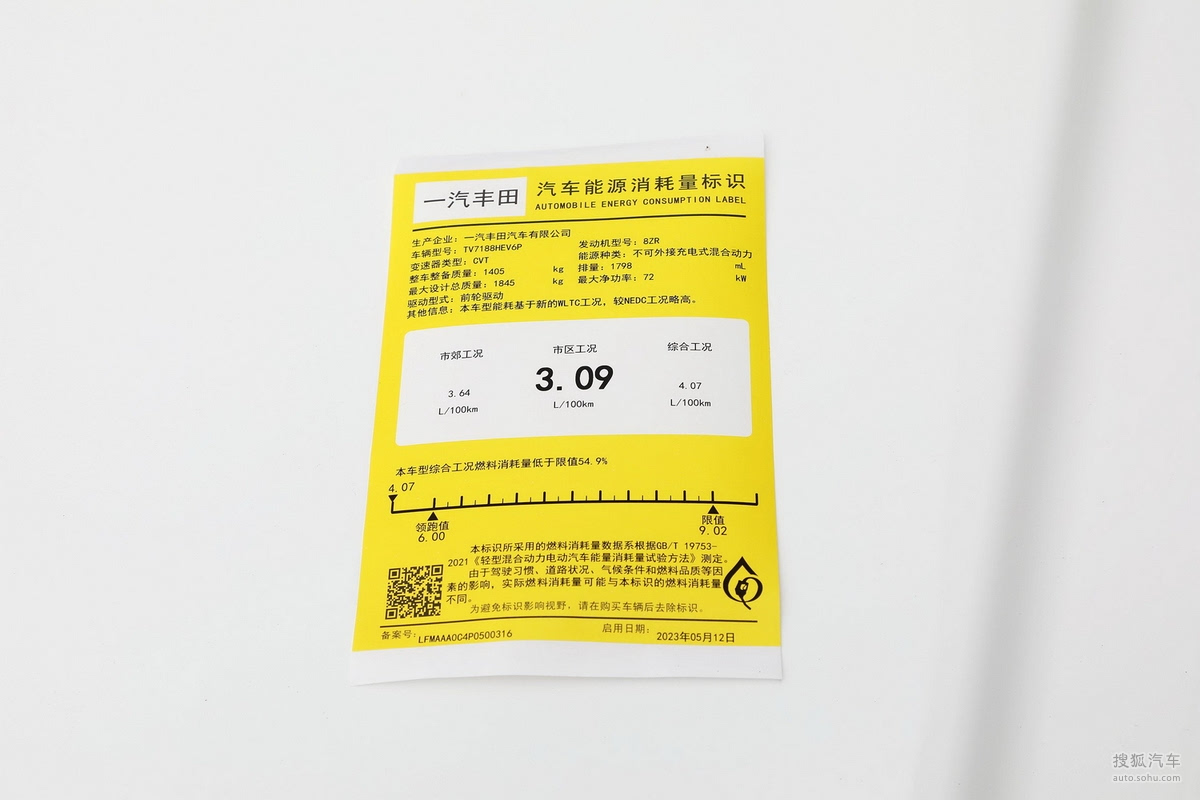 一汽丰田
汽车能源消耗量标识
AUTOMOBILE ENERGY CONSUMPTION LABEL
生产企业：一汽丰田汽车有限公司
车辆型号：TV7188HEV6P
发动机型号：8ZR
变速器类型：CVT
能源种类：不可外接充电式混合动力
整车整备质量：1405 kg
排量：1798 mL
最大设计总质量：1845 kg
最大净功率：72 kW
驱动型式：前轮驱动
其他信息：本车型能耗基于新的WLTC工况，较NEDC工况略高。
市郊工况
市区工况
综合工况
3.64
3.09
4.07
L/100km
L/100km
L/100km
本车型综合工况燃料消耗量低于限值54.9%
4.07
领跑值
6.00
限值
9.02
本标识所采用的燃料消耗量数据系根据GB/T 19753-
2021《轻型混合动力电动汽车能量消耗量试验方法》测定。
由于驾驶习惯、道路状况、气候条件和燃料品质等因
素的影响，实际燃料消耗量可能与本标识的燃料消耗量
不同。
为避免标识影响视野，请在购买车辆后去除标识。
备案号：LFMAAA0C4P0500316
启用日期：2023年05月12日
搜狐汽车
auto.sohu.com